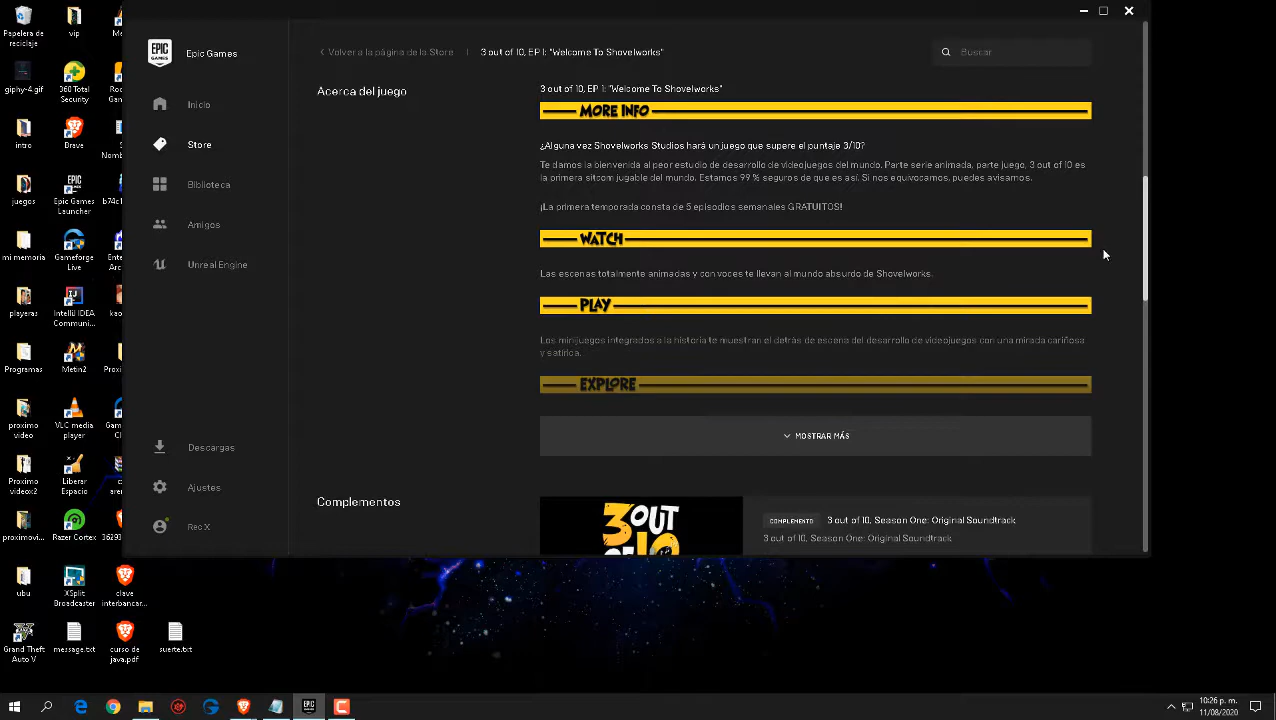 Papelera de reciclaje
vip
giphy-4.gif
360 Total Security
intro
Brave
juegos
Epic Games Launcher
mi memoria
Gameforge Live
playeras
IntelliJ IDEA Communi...
Programas
Metin2
proximo video
VLC media player
Proximo videox2
Liberar Espacio
proximovi...
Razer Cortex
ubu
XSplit Broadcaster
clave interbancar...
Grand Theft Auto V
message.txt
curso de java.pdf
suerte.txt
EPIC GAMES
Epic Games
Inicio
Store
Biblioteca
Amigos
Unreal Engine
Descargas
Ajustes
Rec X
Volver a la página de la Store
3 out of 10, EP 1: "Welcome To Shovelworks"
Buscar
Acerca del juego
3 out of 10, EP 1: "Welcome To Shovelworks"
MORE INFO
¿Alguna vez Shovelworks Studios hará un juego que supere el puntaje 3/10?
Te damos la bienvenida al peor estudio de desarrollo de videojuegos del mundo. Parte serie animada, parte juego, 3 out of 10 es
la primera sitcom jugable del mundo. Estamos 99 % seguros de que es así. Si nos equivocamos, puedes avisarnos.
¡La primera temporada consta de 5 episodios semanales GRATUITOS!
WATCH
Las escenas totalmente animadas y con voces te llevan al mundo absurdo de Shovelworks.
PLAY
Los minijuegos integrados a la historia te muestran el detrás de escena del desarrollo de videojuegos con una mirada cariñosa
y satírica.
EXPLORE
MOSTRAR MÁS
Complementos
3 OUT OF 10
COMPLEMENTO
3 out of 10, Season One: Original Soundtrack
3 out of 10, Season One: Original Soundtrack
10:26 p. m.
11/08/2020